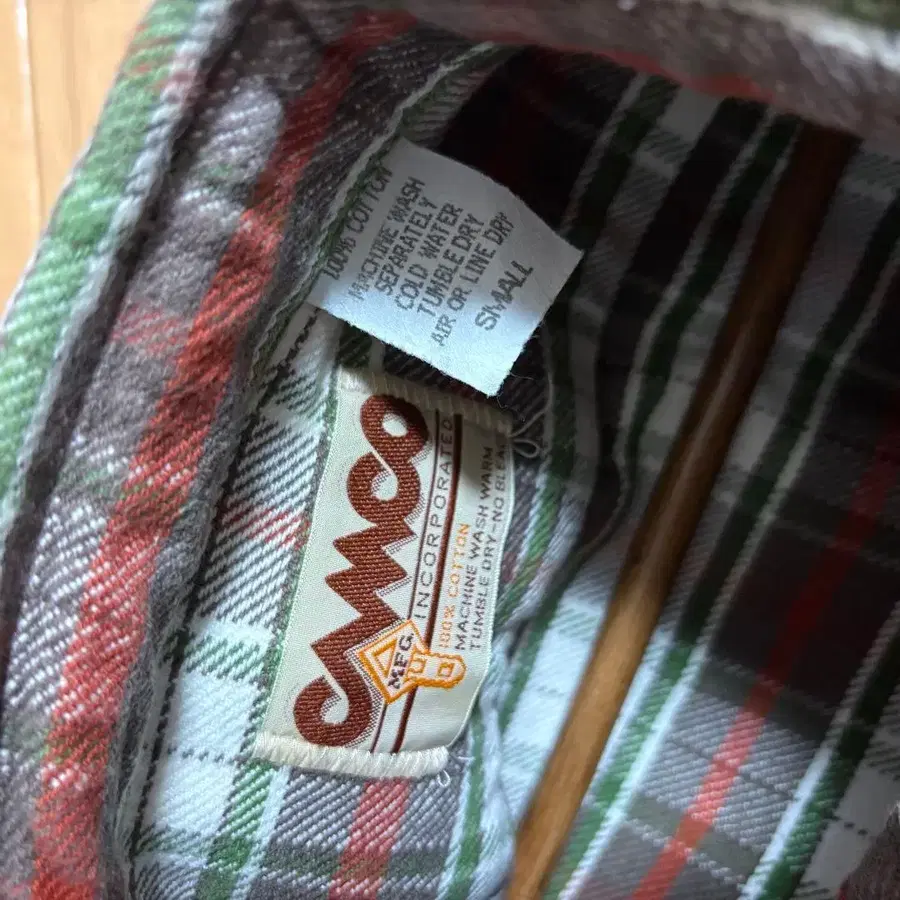 100% COTTON
MACHINE WASH
SEPARATELY
COLD WATER
TUMBLE DRY
AIR OR LINE DRY
SMALL
CAMCO
INCORPORATED
MFG.
100% COTTON
MACHINE WASH WARM
TUMBLE DRY-NO BLEA